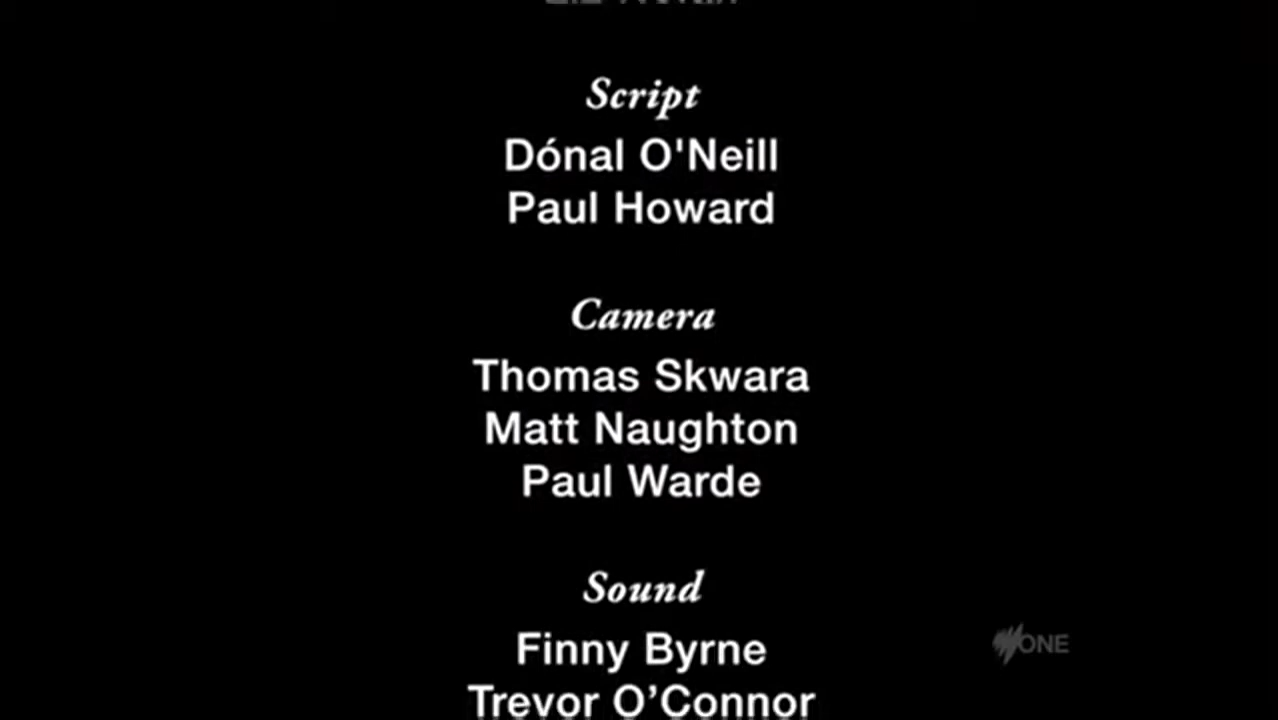 Script
Dónal O'Neill
Paul Howard
Camera
Thomas Skwara
Matt Naughton
Paul Warde
Sound
Finny Byrne
ONE
Trevor O’Connor